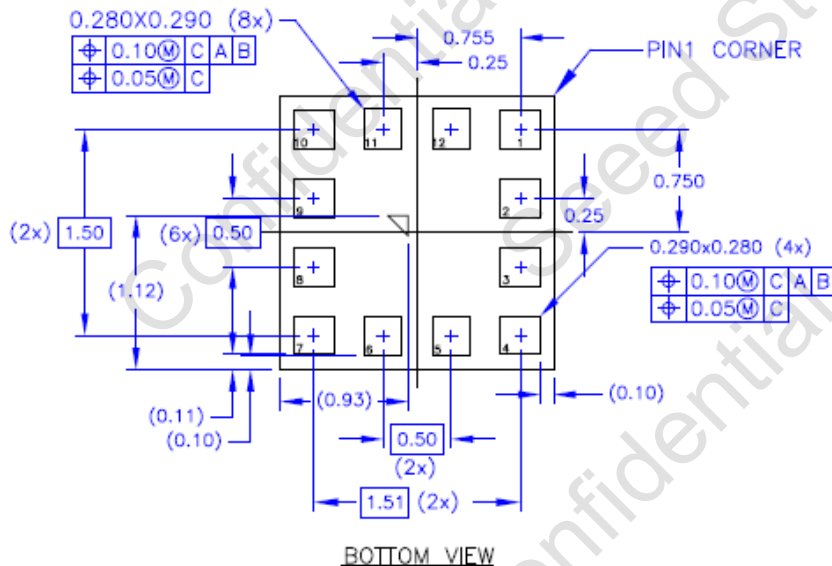 0.280X0.290 (8x)
⌖ 0.10Ⓜ C A B
⌖ 0.05Ⓜ C
0.755
0.25
PIN1 CORNER
10 11 12 1
9 2
8 3
7 6 5 4
0.750
0.25
(2x) 1.50
(6x) 0.50
(1.12)
0.290x0.280 (4x)
⌖ 0.10Ⓜ C A B
⌖ 0.05Ⓜ C
(0.11)
(0.10)
(0.93)
(0.10)
0.50
(2x)
1.51 (2x)
BOTTOM VIEW
Confidential
Seeed St
Confidential